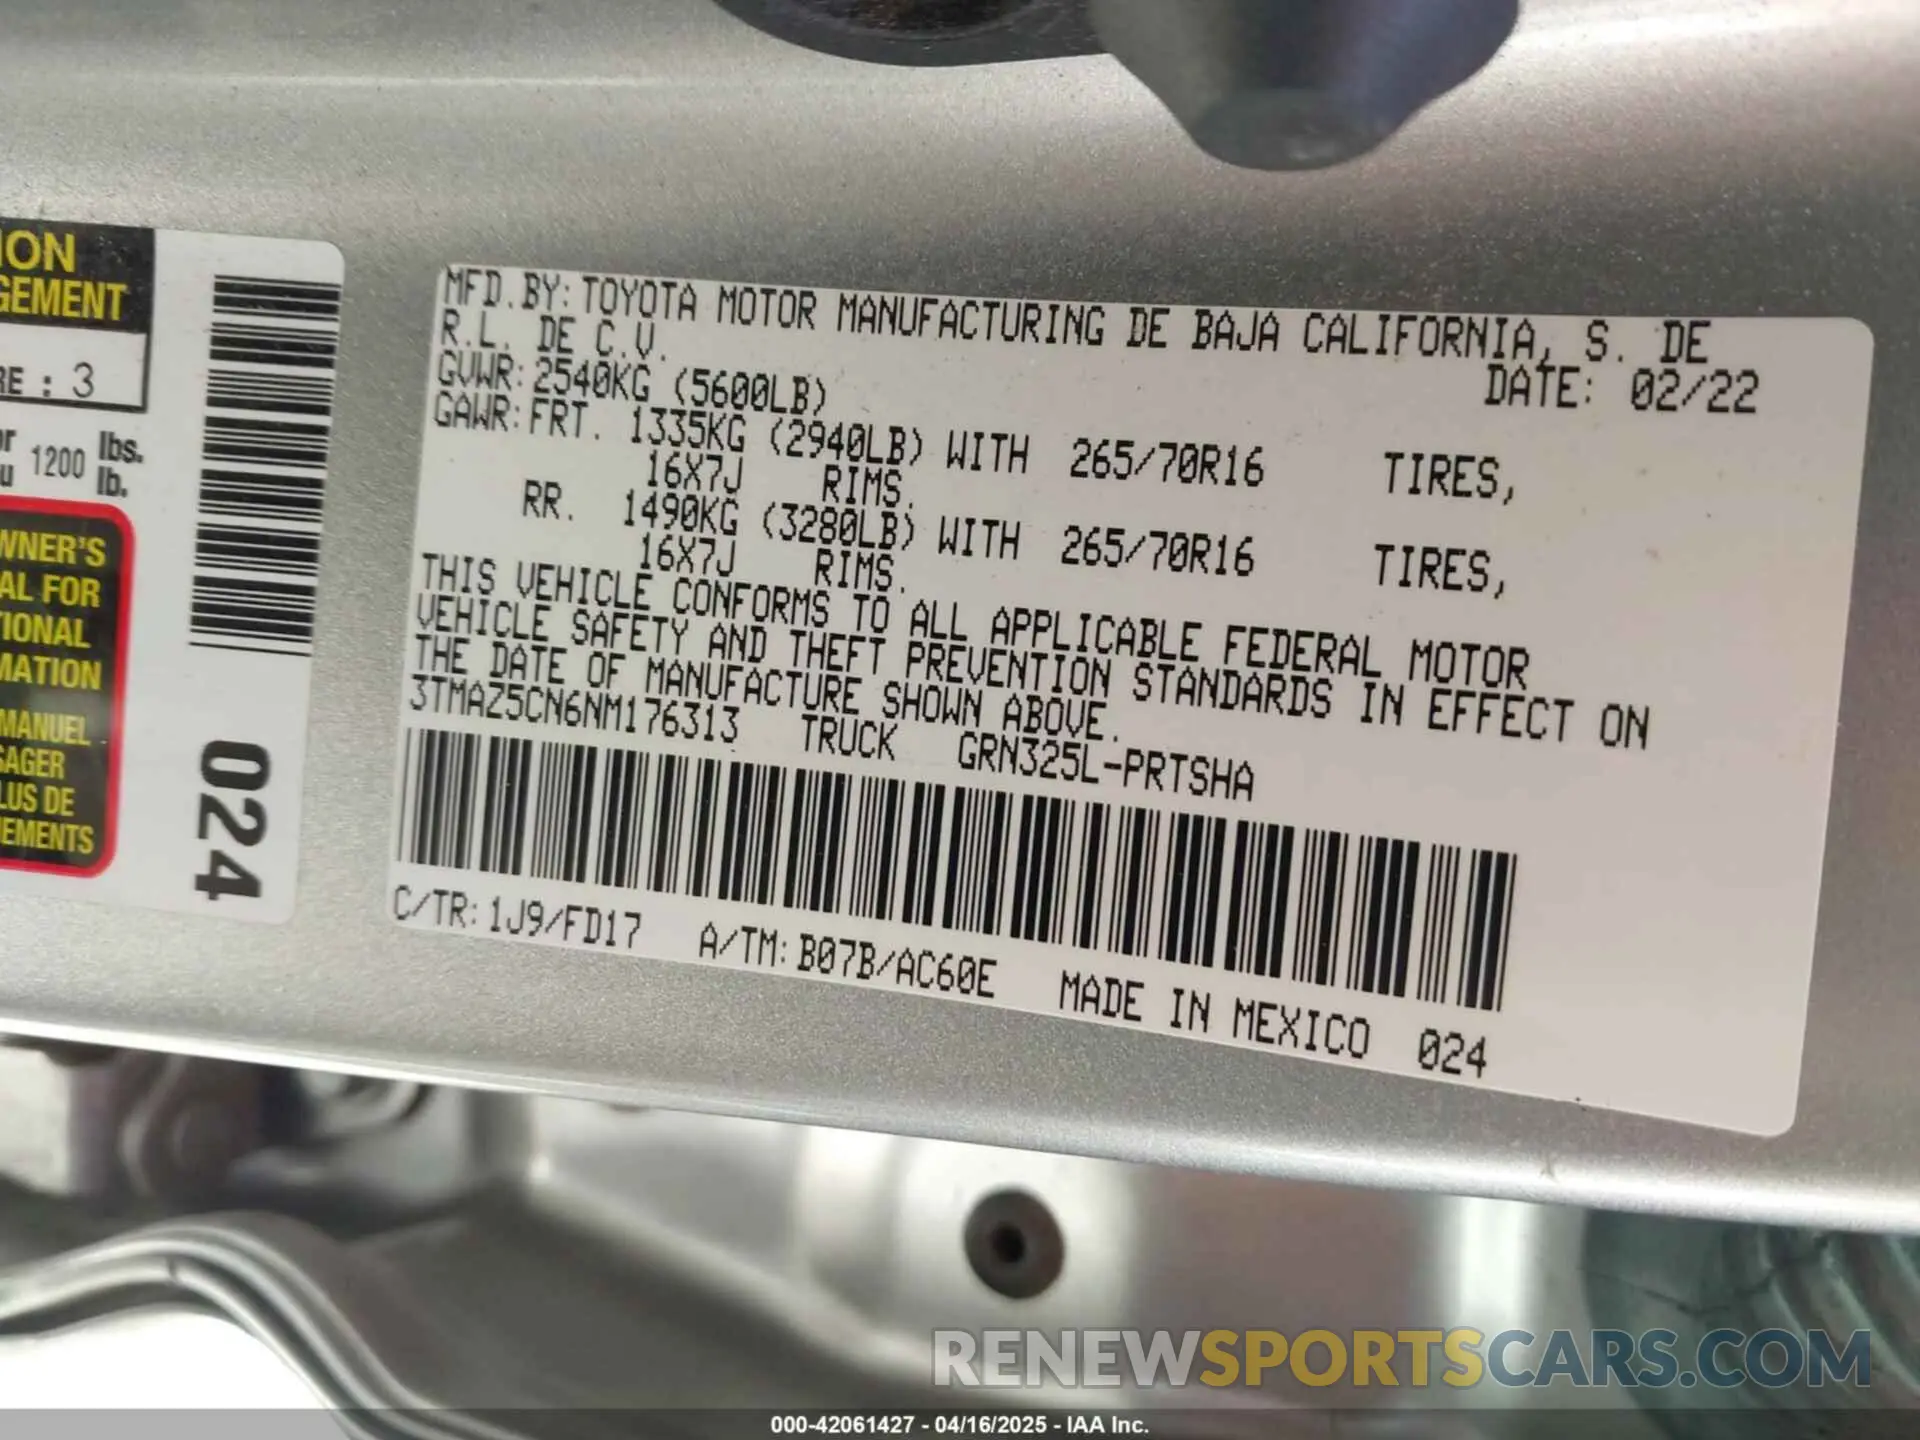 ION
GEMENT
RE : 3
or 1200 lbs.
u lb.
WNER'S
AL FOR
TIONAL
MATION
MANUEL
SAGER
LUS DE
NEMENTS
024
MFD.BY: TOYOTA MOTOR MANUFACTURING DE BAJA CALIFORNIA, S. DE
R.L. DE C.V.
DATE: 02/22
GVWR: 2540KG (5600LB)
GAWR: FRT. 1335KG (2940LB) WITH 265/70R16 TIRES,
16X7J RIMS.
RR. 1490KG (3280LB) WITH 265/70R16 TIRES,
16X7J RIMS.
THIS VEHICLE CONFORMS TO ALL APPLICABLE FEDERAL MOTOR
VEHICLE SAFETY AND THEFT PREVENTION STANDARDS IN EFFECT ON
THE DATE OF MANUFACTURE SHOWN ABOVE.
3TMAZ5CN6NM176313 TRUCK GRN325L-PRTSHA
C/TR: 1J9/FD17 A/TM: B07B/AC60E MADE IN MEXICO 024
RENEWSPORTSCARS.COM
000-42061427 - 04/16/2025 - IAA Inc.